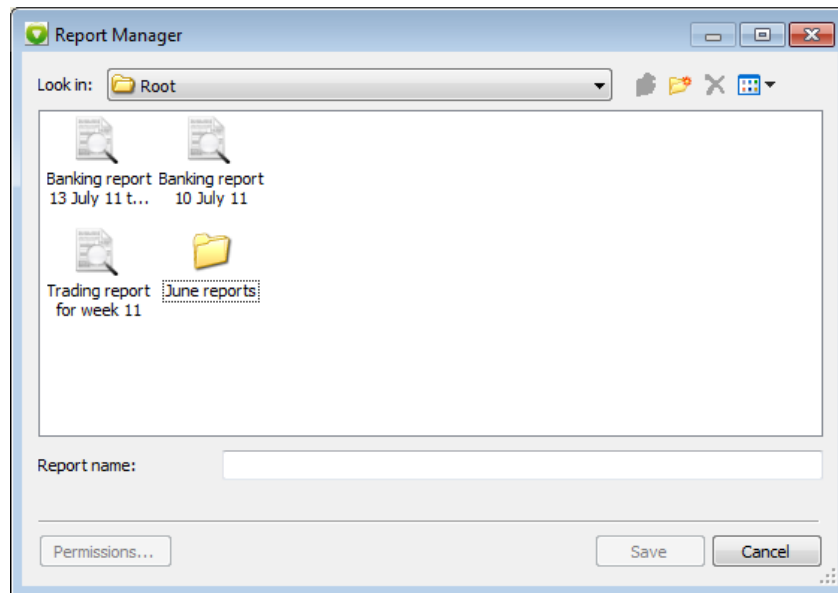 Report Manager
Look in: Root
Banking report Banking report
13 July 11 t... 10 July 11
Trading report June reports
for week 11
Report name:
Permissions... Save Cancel